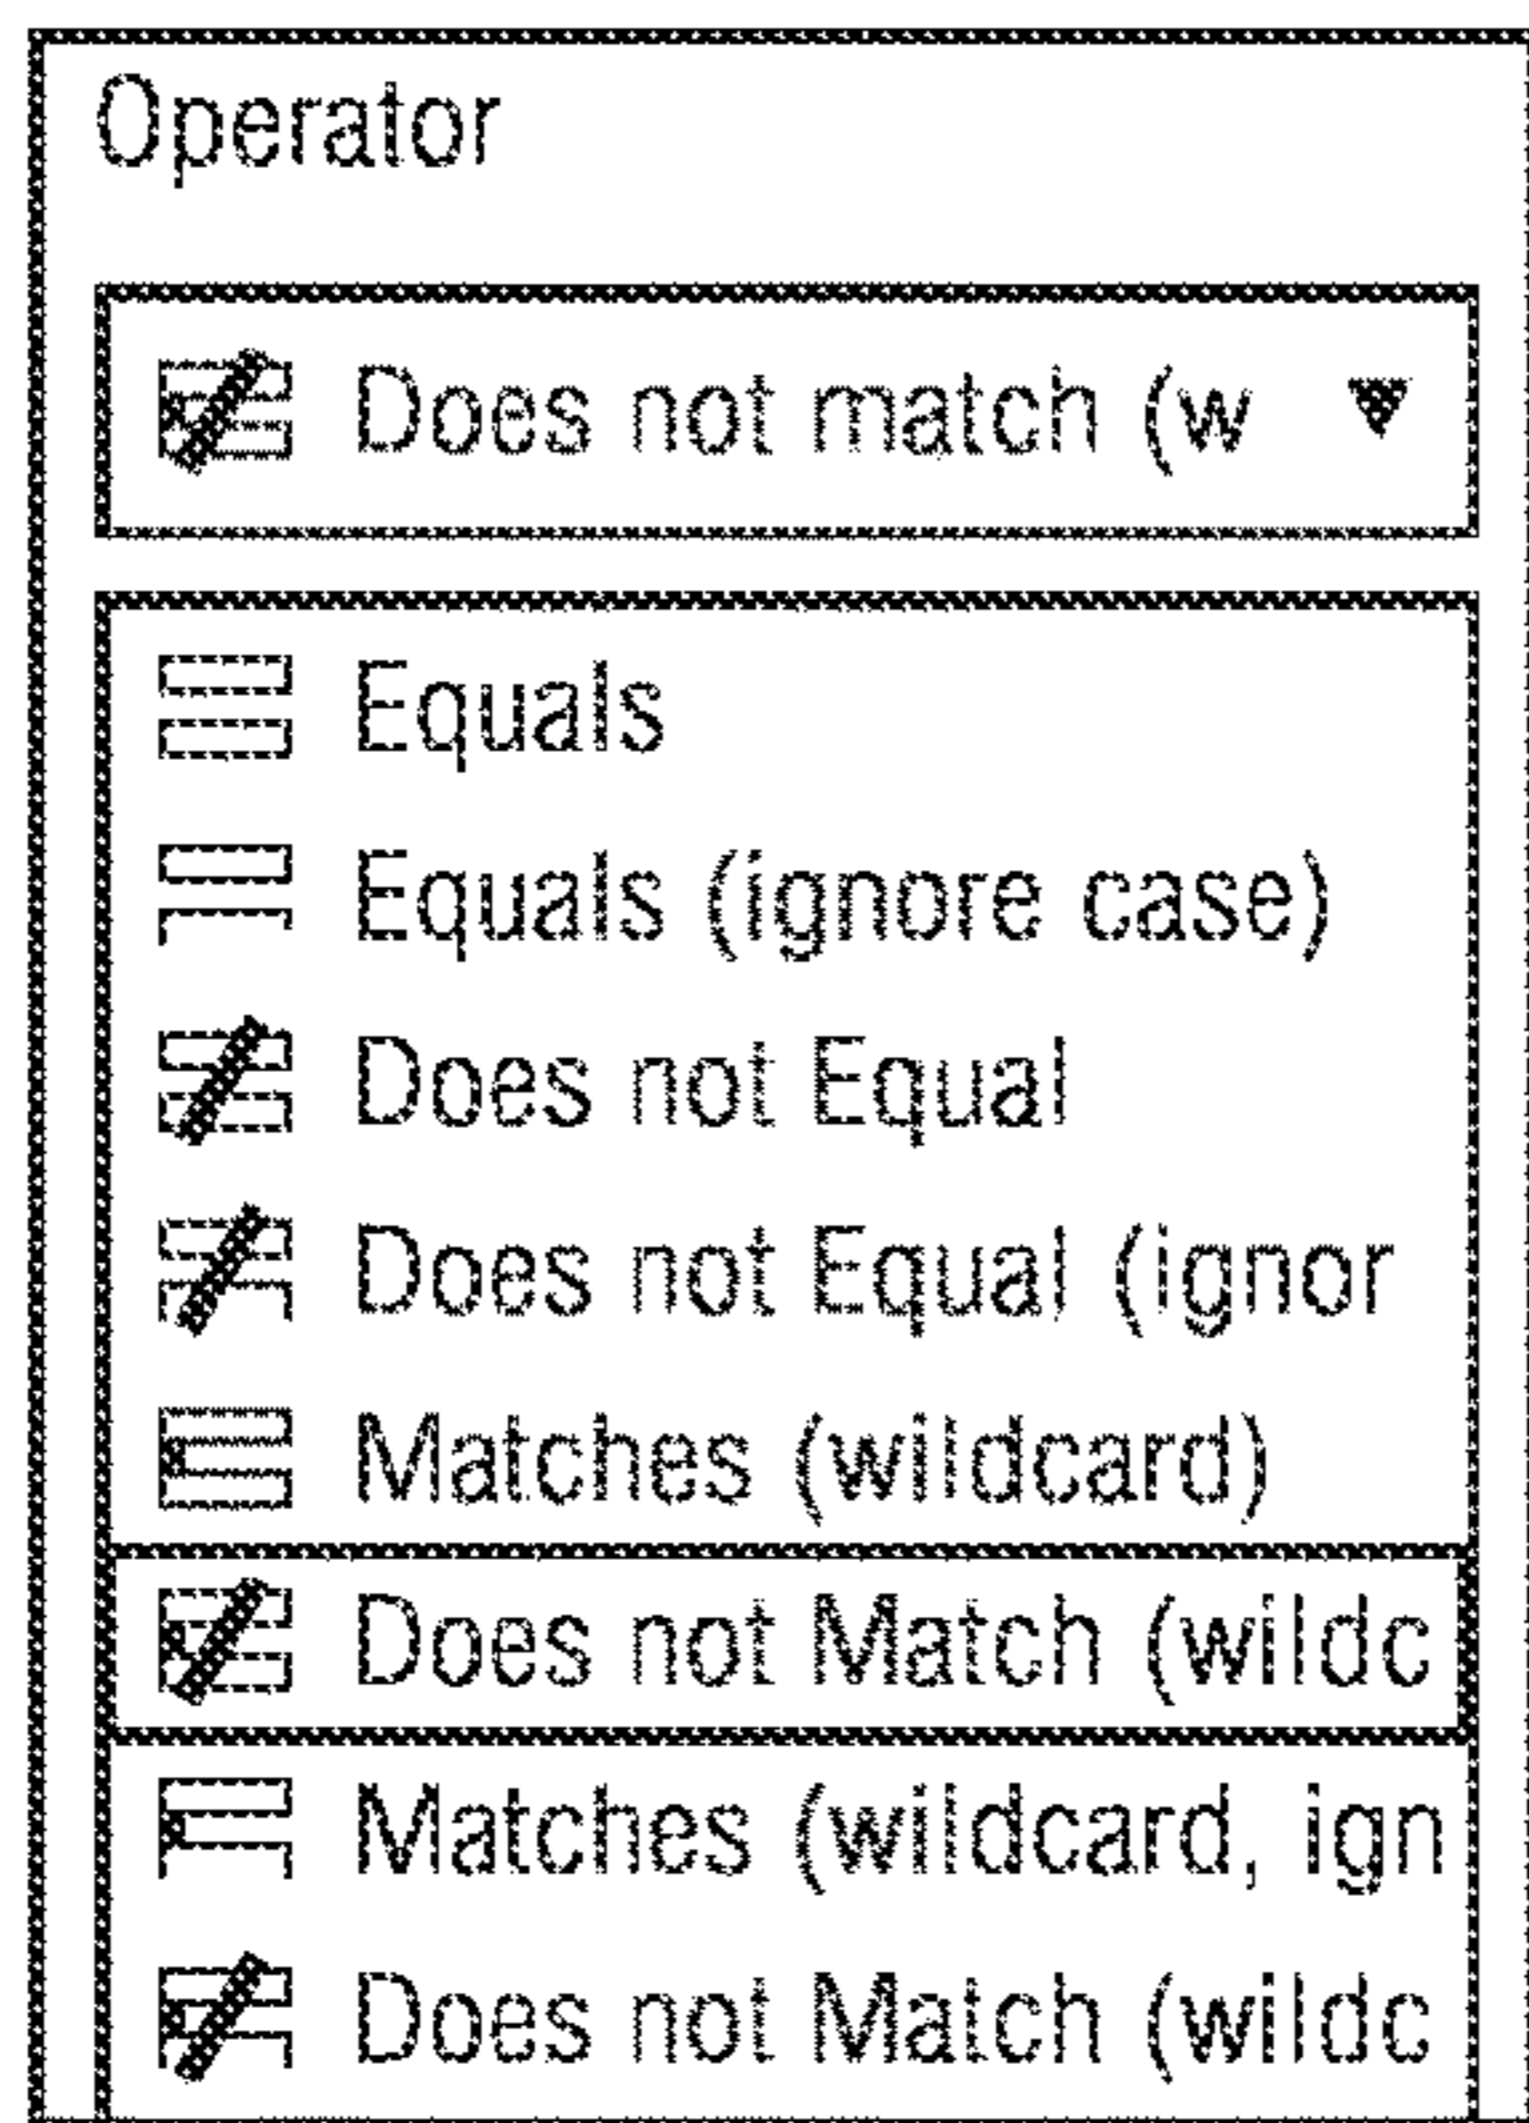 Operator
Does not match (w
Equals
Equals (ignore case)
Does not Equal
Does not Equal (ignor
Matches (wildcard)
Does not Match (wildc
Matches (wildcard, ign
Does not Match (wildc